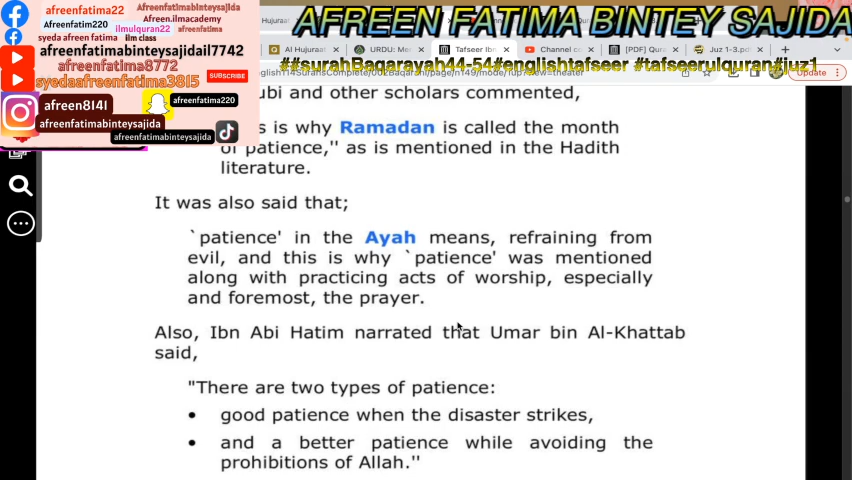 AFREEN FATIMA BINTEY SAJIDA
afreenfatima22
Afreenfatimabinteysajida
Afreen.ilmacademy
Afreenfatima220
ilmulquran22
afreenfatima
syeda afreen fatima
ilm class
afreenfatimabinteysajidail7742
afreenfatima8772
syedaafreenfatima3815
SUBSCRIBE
afreen8141
afreenfatima220
afreenfatimabinteysajida
afreenfatimabinteysajida
Al Hujuraat
URDU: Mer
Tafseer Ibn
Channel co
[PDF] Qura
Juz 1-3.pdf
##surahBaqarayah44-54#englishtafseer #tafseerulquran#juz1
Update
ubi and other scholars commented,
s is why Ramadan is called the month
of patience,'' as is mentioned in the Hadith
literature.
It was also said that;
`patience' in the Ayah means, refraining from
evil, and this is why `patience' was mentioned
along with practicing acts of worship, especially
and foremost, the prayer.
Also, Ibn Abi Hatim narrated that Umar bin Al-Khattab
said,
"There are two types of patience:
• good patience when the disaster strikes,
• and a better patience while avoiding the
prohibitions of Allah.''